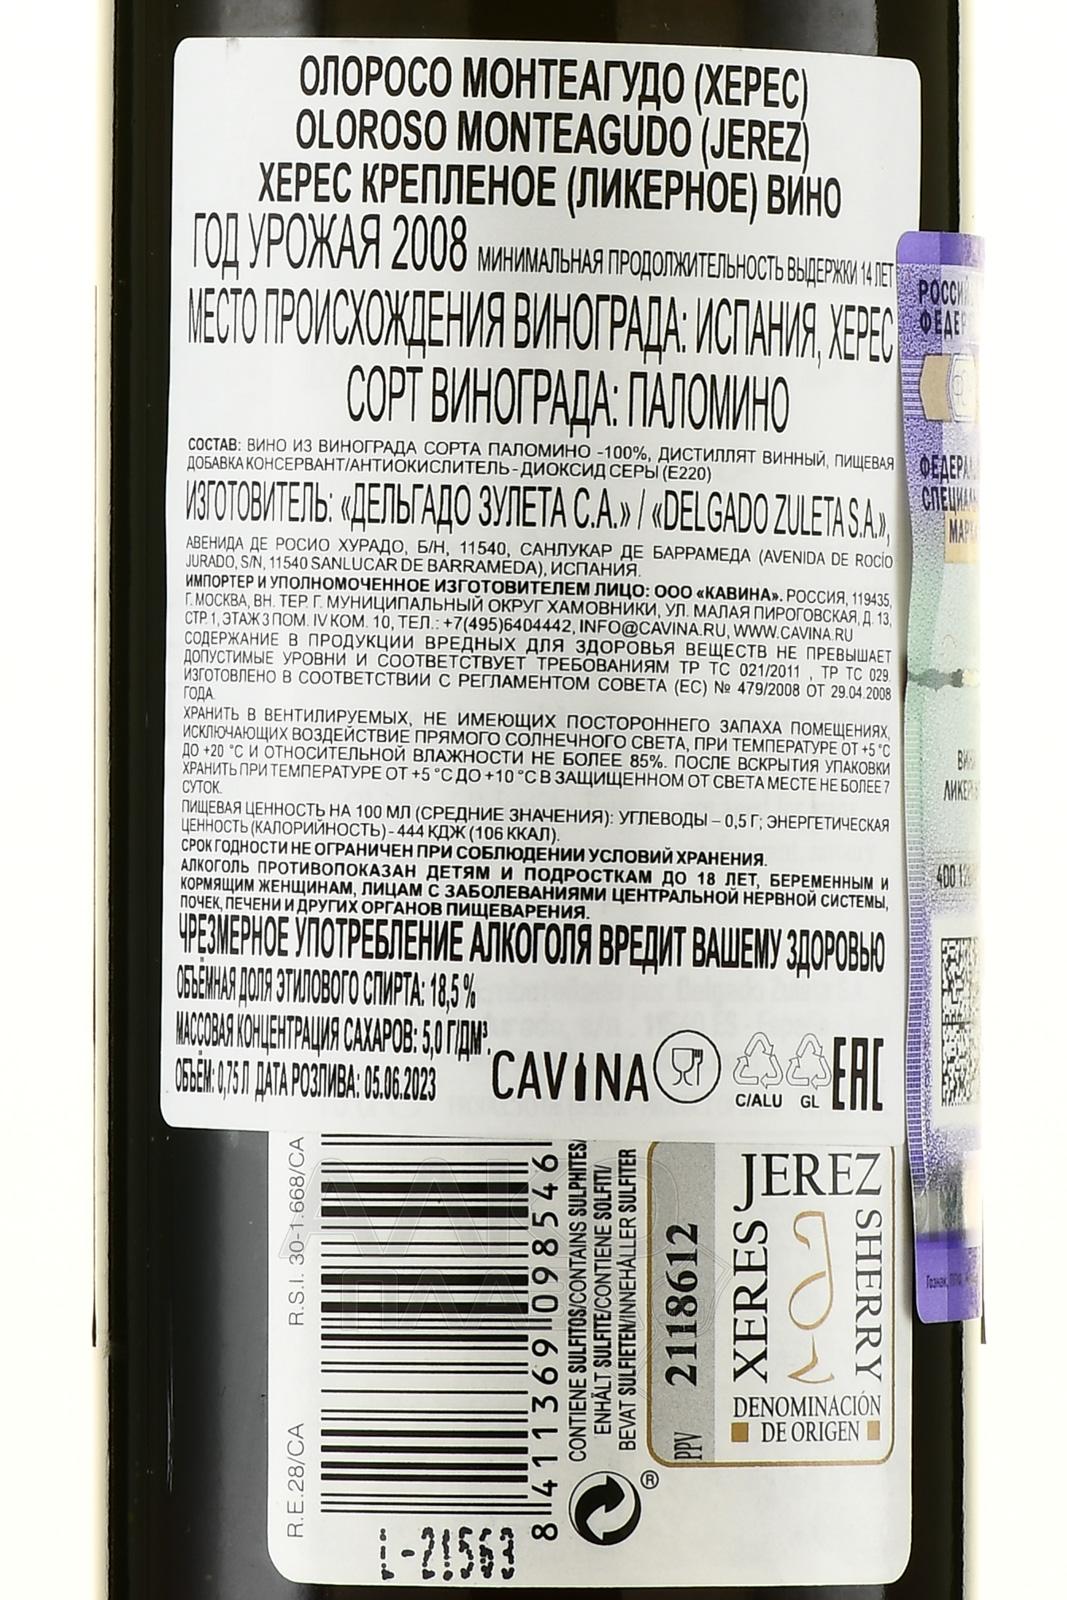 ОЛОРОСО МОНТЕАГУДО (ХЕРЕС)
OLOROSO MONTEAGUDO (JEREZ)
ХЕРЕС КРЕПЛЕНОЕ (ЛИКЕРНОЕ) ВИНО
ГОД УРОЖАЯ 2008 МИНИМАЛЬНАЯ ПРОДОЛЖИТЕЛЬНОСТЬ ВЫДЕРЖКИ 14 ЛЕТ
МЕСТО ПРОИСХОЖДЕНИЯ ВИНОГРАДА: ИСПАНИЯ, ХЕРЕС
СОРТ ВИНОГРАДА: ПАЛОМИНО
СОСТАВ: ВИНО ИЗ ВИНОГРАДА СОРТА ПАЛОМИНО -100%, ДИСТИЛЛЯТ ВИННЫЙ, ПИЩЕВАЯ
ДОБАВКА КОНСЕРВАНТ/АНТИОКИСЛИТЕЛЬ - ДИОКСИД СЕРЫ (Е220)
ИЗГОТОВИТЕЛЬ: «ДЕЛЬГАДО ЗУЛЕТА С.А.» / «DELGADO ZULETA S.A.»,
АВЕНИДА ДЕ РОСИО ХУРАДО, Б/Н, 11540, САНЛУКАР ДЕ БАРРАМЕДА (AVENIDA DE ROCÍO
JURADO, S/N, 11540 SANLUCAR DE BARRAMEDA), ИСПАНИЯ.
ИМПОРТЕР И УПОЛНОМОЧЕННОЕ ИЗГОТОВИТЕЛЕМ ЛИЦО: ООО «КАВИНА». РОССИЯ, 119435,
Г. МОСКВА, ВН. ТЕР. Г. МУНИЦИПАЛЬНЫЙ ОКРУГ ХАМОВНИКИ, УЛ. МАЛАЯ ПИРОГОВСКАЯ, Д. 13,
СТР. 1, ЭТАЖ 3 ПОМ. IV КОМ. 10, ТЕЛ.: +7(495)6404442, INFO@CAVINA.RU, WWW.CAVINA.RU
СОДЕРЖАНИЕ В ПРОДУКЦИИ ВРЕДНЫХ ДЛЯ ЗДОРОВЬЯ ВЕЩЕСТВ НЕ ПРЕВЫШАЕТ
ДОПУСТИМЫЕ УРОВНИ И СООТВЕТСТВУЕТ ТРЕБОВАНИЯМ ТР ТС 021/2011 , ТР ТС 029.
ИЗГОТОВЛЕНО В СООТВЕТСТВИИ С РЕГЛАМЕНТОМ СОВЕТА (ЕС) № 479/2008 ОТ 29.04.2008
ГОДА.
ХРАНИТЬ В ВЕНТИЛИРУЕМЫХ, НЕ ИМЕЮЩИХ ПОСТОРОННЕГО ЗАПАХА ПОМЕЩЕНИЯХ,
ИСКЛЮЧАЮЩИХ ВОЗДЕЙСТВИЕ ПРЯМОГО СОЛНЕЧНОГО СВЕТА, ПРИ ТЕМПЕРАТУРЕ ОТ +5 °С
ДО +20 °С И ОТНОСИТЕЛЬНОЙ ВЛАЖНОСТИ НЕ БОЛЕЕ 85%. ПОСЛЕ ВСКРЫТИЯ УПАКОВКИ
ХРАНИТЬ ПРИ ТЕМПЕРАТУРЕ ОТ +5 °С ДО +10 °С В ЗАЩИЩЕННОМ ОТ СВЕТА МЕСТЕ НЕ БОЛЕЕ 7
СУТОК.
ПИЩЕВАЯ ЦЕННОСТЬ НА 100 МЛ (СРЕДНИЕ ЗНАЧЕНИЯ): УГЛЕВОДЫ – 0,5 Г; ЭНЕРГЕТИЧЕСКАЯ
ЦЕННОСТЬ (КАЛОРИЙНОСТЬ) - 444 КДЖ (106 ККАЛ).
СРОК ГОДНОСТИ НЕ ОГРАНИЧЕН ПРИ СОБЛЮДЕНИИ УСЛОВИЙ ХРАНЕНИЯ.
АЛКОГОЛЬ ПРОТИВОПОКАЗАН ДЕТЯМ И ПОДРОСТКАМ ДО 18 ЛЕТ, БЕРЕМЕННЫМ И
КОРМЯЩИМ ЖЕНЩИНАМ, ЛИЦАМ С ЗАБОЛЕВАНИЯМИ ЦЕНТРАЛЬНОЙ НЕРВНОЙ СИСТЕМЫ,
ПОЧЕК, ПЕЧЕНИ И ДРУГИХ ОРГАНОВ ПИЩЕВАРЕНИЯ.
ЧРЕЗМЕРНОЕ УПОТРЕБЛЕНИЕ АЛКОГОЛЯ ВРЕДИТ ВАШЕМУ ЗДОРОВЬЮ
ОБЪЁМНАЯ ДОЛЯ ЭТИЛОВОГО СПИРТА: 18,5 %
МАССОВАЯ КОНЦЕНТРАЦИЯ САХАРОВ: 5,0 Г/ДМ³.
ОБЪЁМ: 0,75 Л ДАТА РОЗЛИВА: 05.06.2023
CAVINA
C/ALU GL
EAC
R.E.28/CA R.S.I. 30-1.668/CA
8 411369 098546
L-21563
CONTIENE SULFITOS/CONTAINS SULPHITES/
ENHÄLT SULFITE/CONTIENE SOLFITI/
BEVAT SULFIETEN/INNEHÅLLER SULFITER
®
PPV 2118612
JEREZ
XERES
SHERRY
DENOMINACIÓN
DE ORIGEN